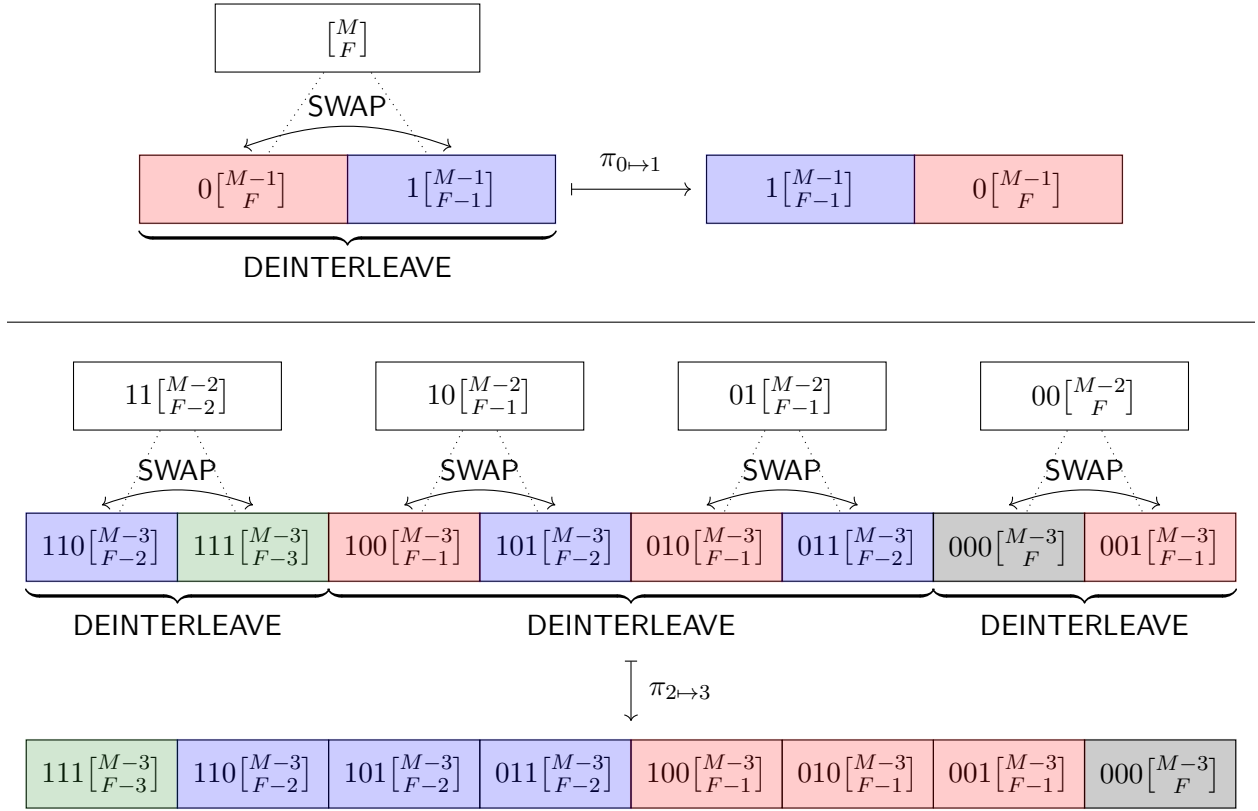 [M F]
SWAP
0[M−1 F] 1[M−1 F−1] π0↦1 1[M−1 F−1] 0[M−1 F]
DEINTERLEAVE
11[M−2 F−2] 10[M−2 F−1] 01[M−2 F−1] 00[M−2 F]
SWAP SWAP SWAP SWAP
110[M−3 F−2] 111[M−3 F−3] 100[M−3 F−1] 101[M−3 F−2] 010[M−3 F−1] 011[M−3 F−2] 000[M−3 F] 001[M−3 F−1]
DEINTERLEAVE DEINTERLEAVE DEINTERLEAVE
π2↦3
111[M−3 F−3] 110[M−3 F−2] 101[M−3 F−2] 011[M−3 F−2] 100[M−3 F−1] 010[M−3 F−1] 001[M−3 F−1] 000[M−3 F]